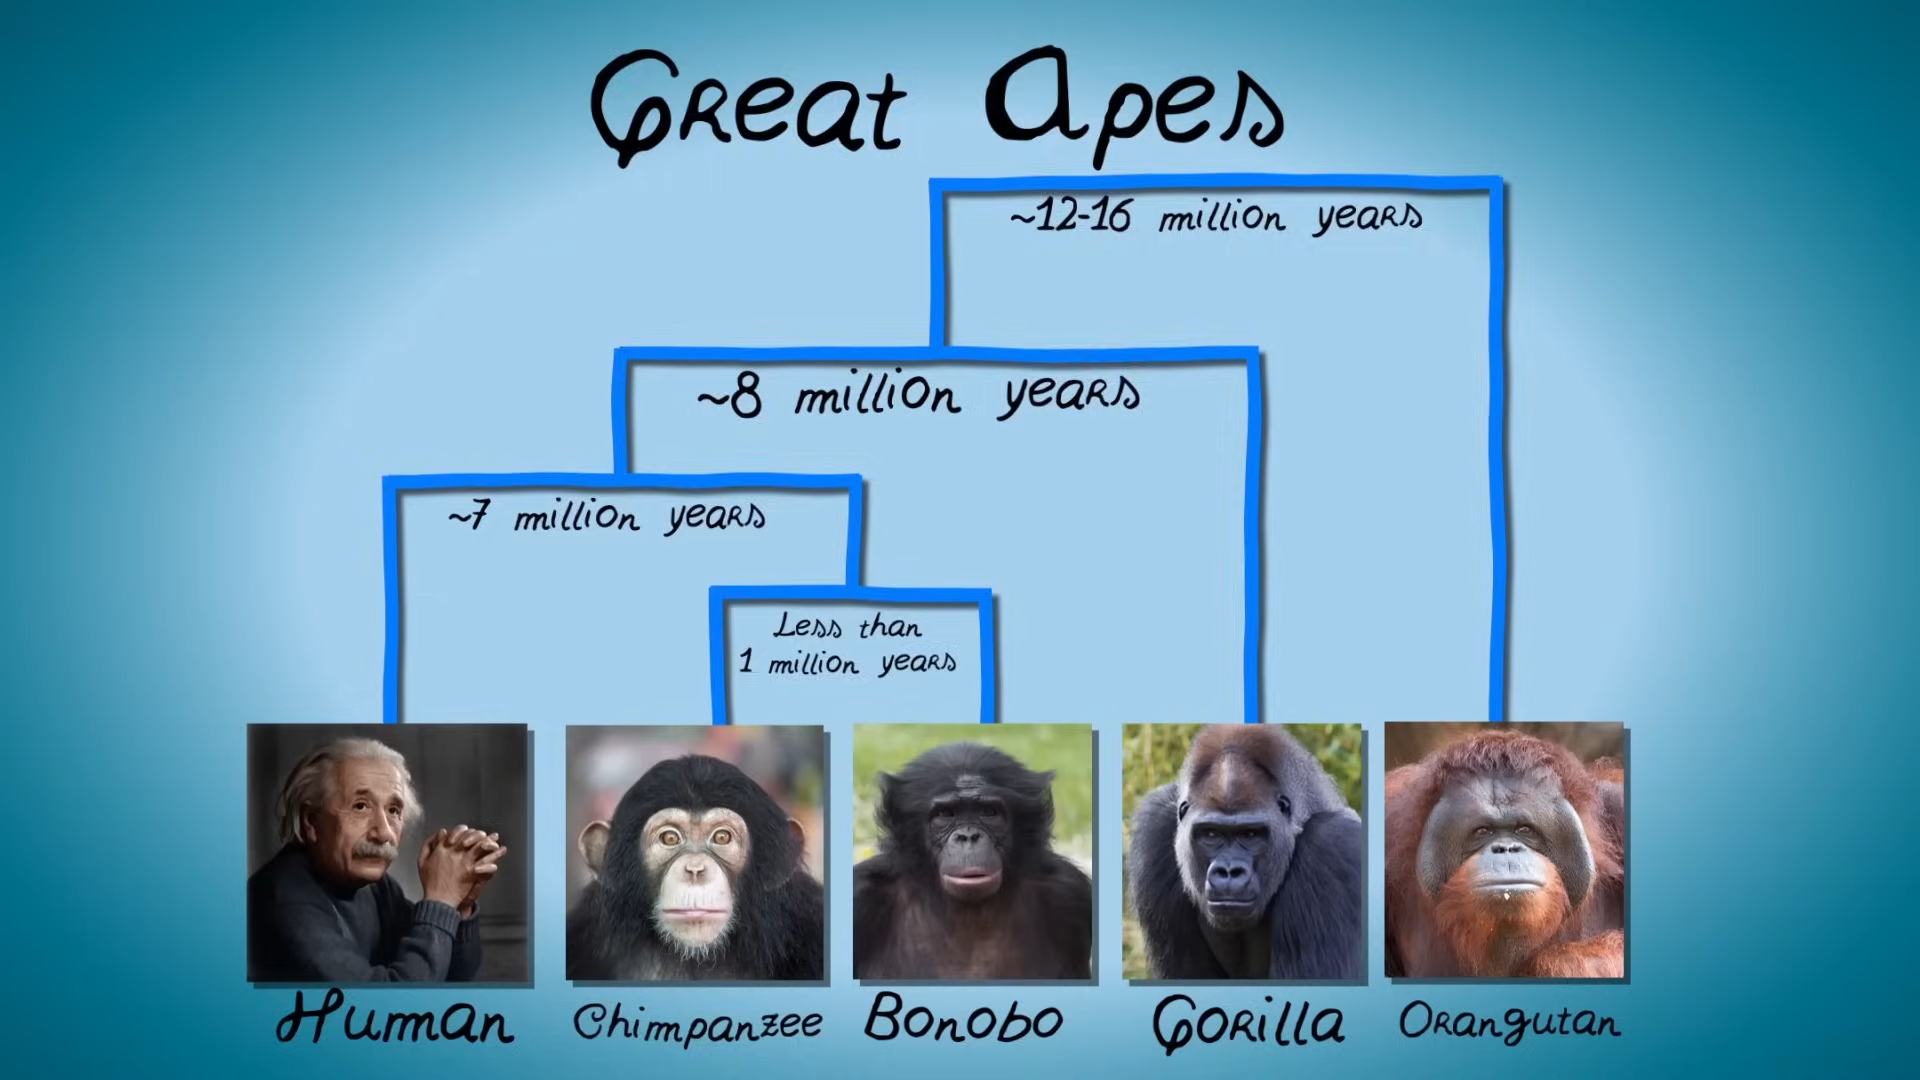 Great Apes
~12-16 million years
~8 million years
~7 million years
Less than
1 million years
Human
Chimpanzee
Bonobo
Gorilla
Orangutan